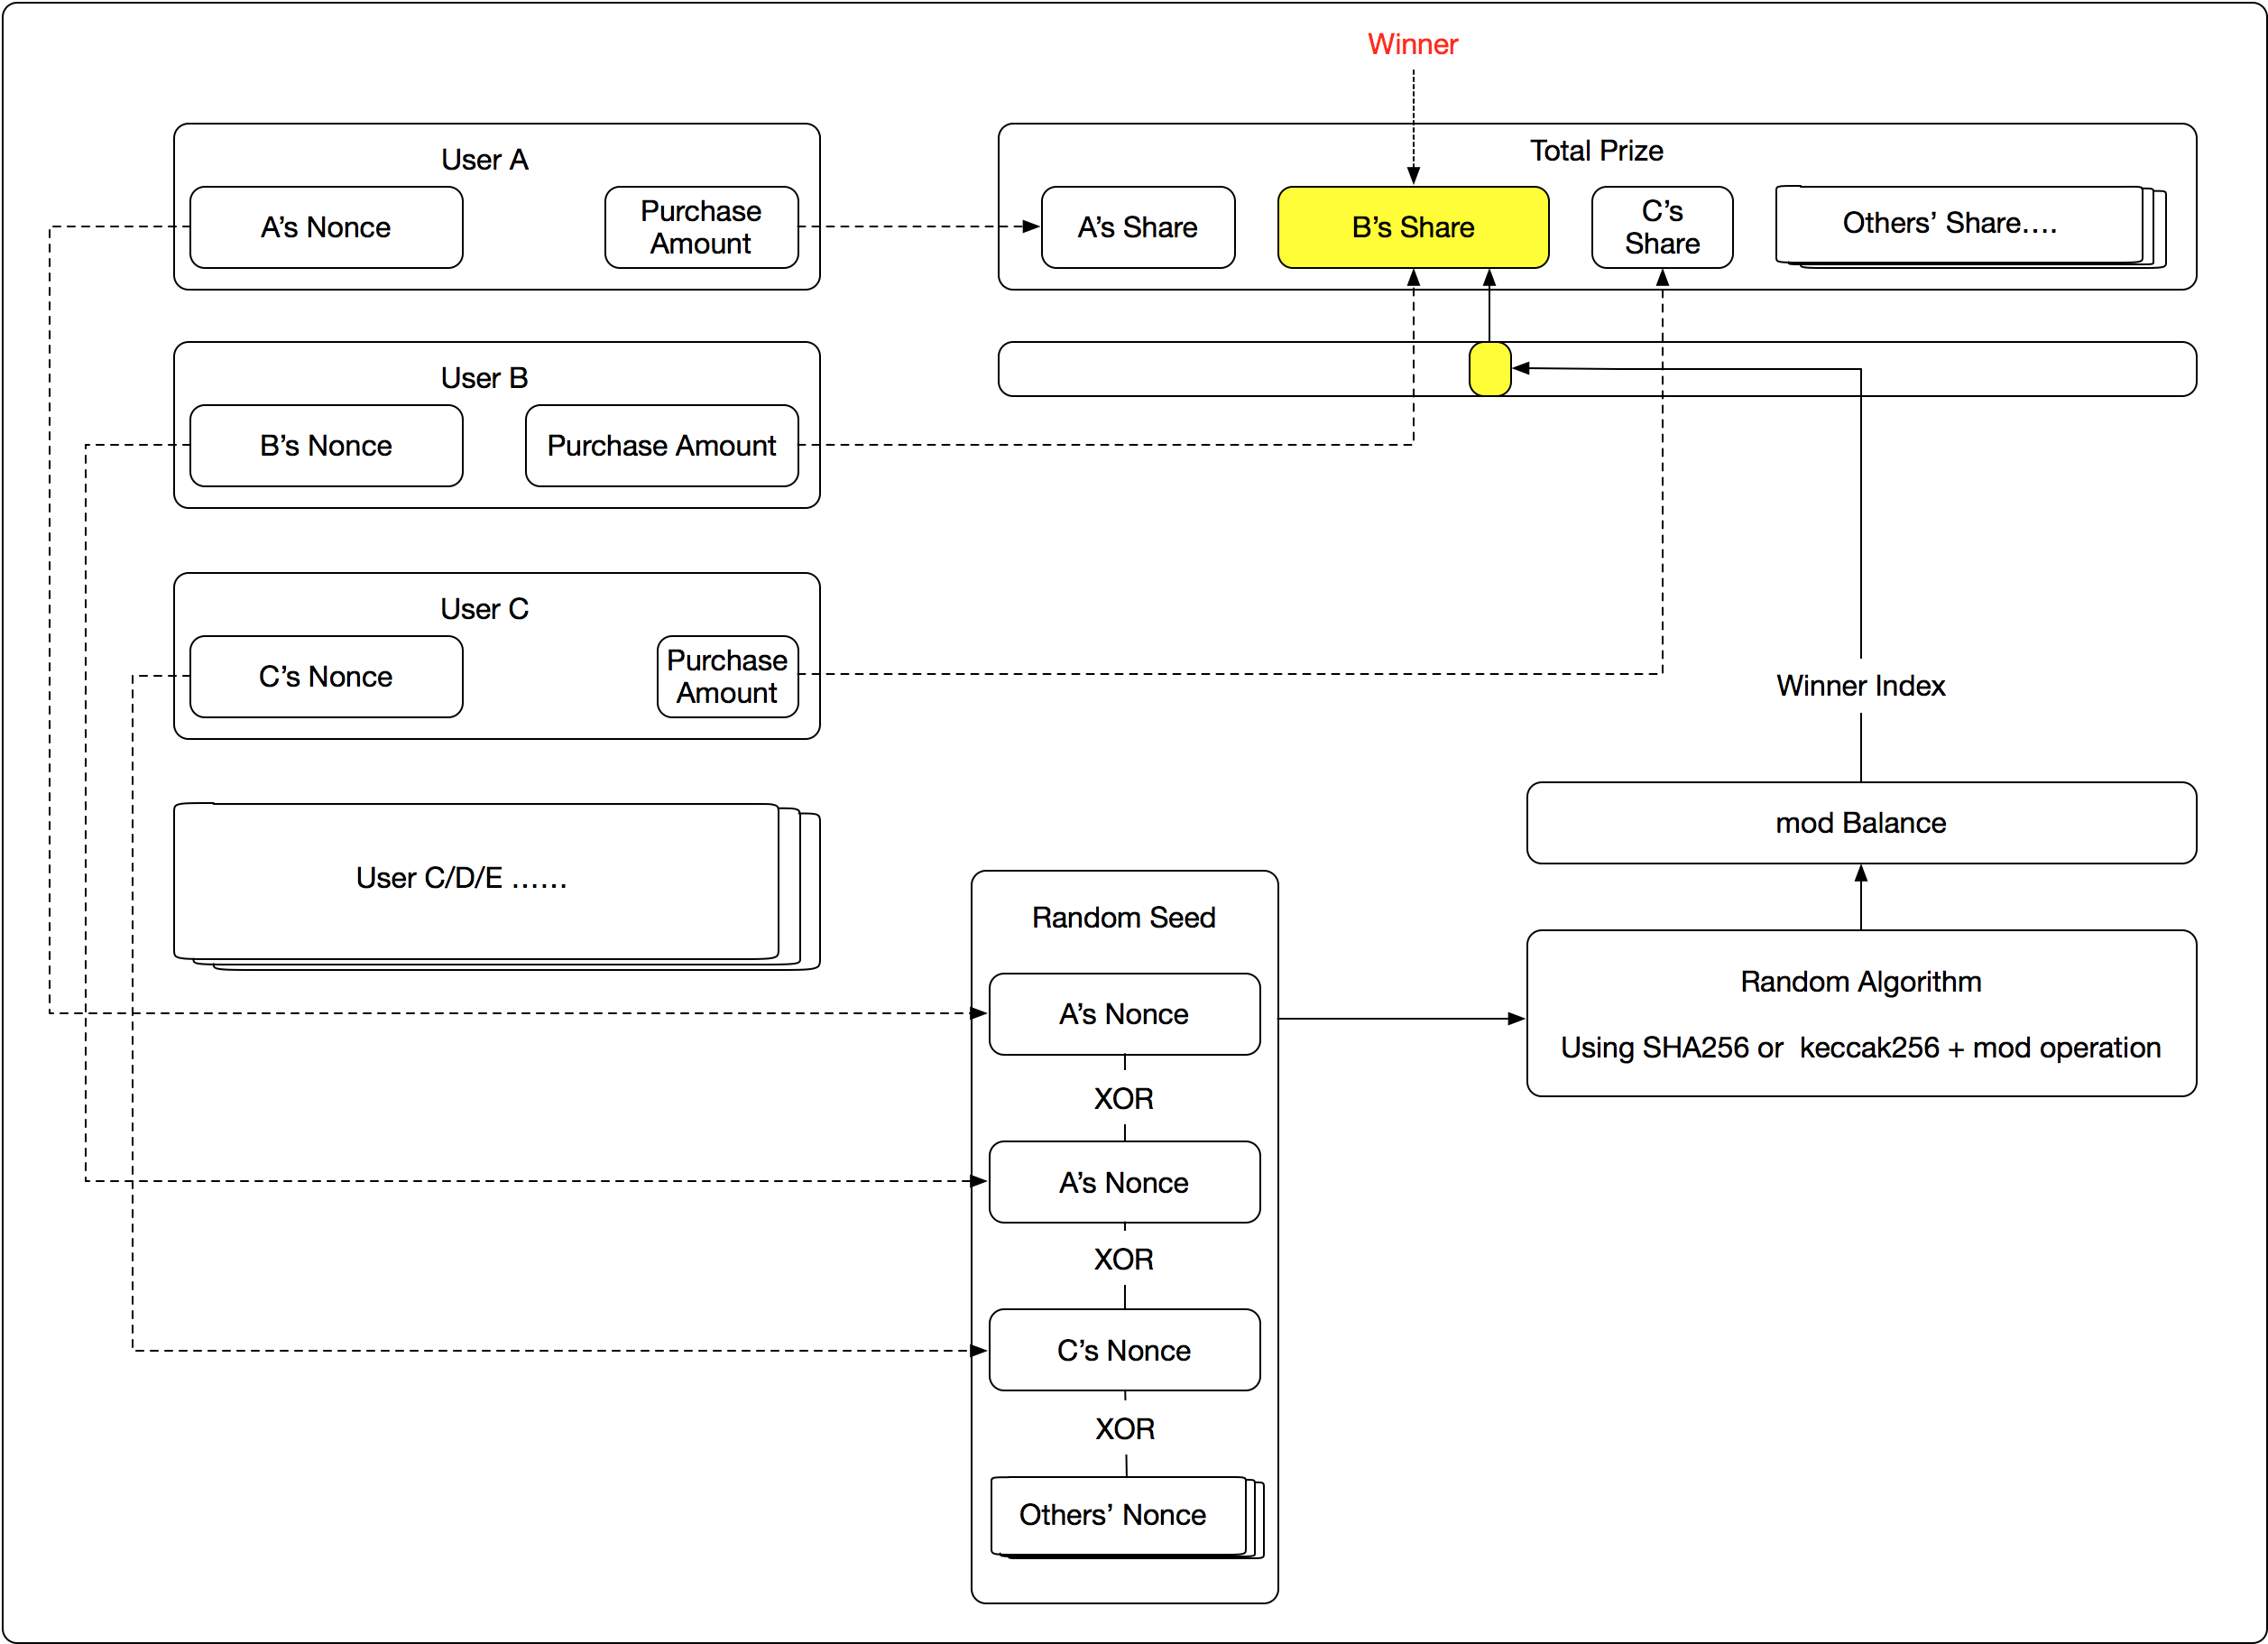 Winner
User A
A’s Nonce
Purchase
Amount
Total Prize
A’s Share
B’s Share
C’s
Share
Others’ Share....
User B
B’s Nonce
Purchase Amount
User C
C’s Nonce
Purchase
Amount
Winner Index
User C/D/E ......
mod Balance
Random Seed
A’s Nonce
XOR
A’s Nonce
XOR
C’s Nonce
XOR
Others’ Nonce
Random Algorithm
Using SHA256 or  keccak256 + mod operation